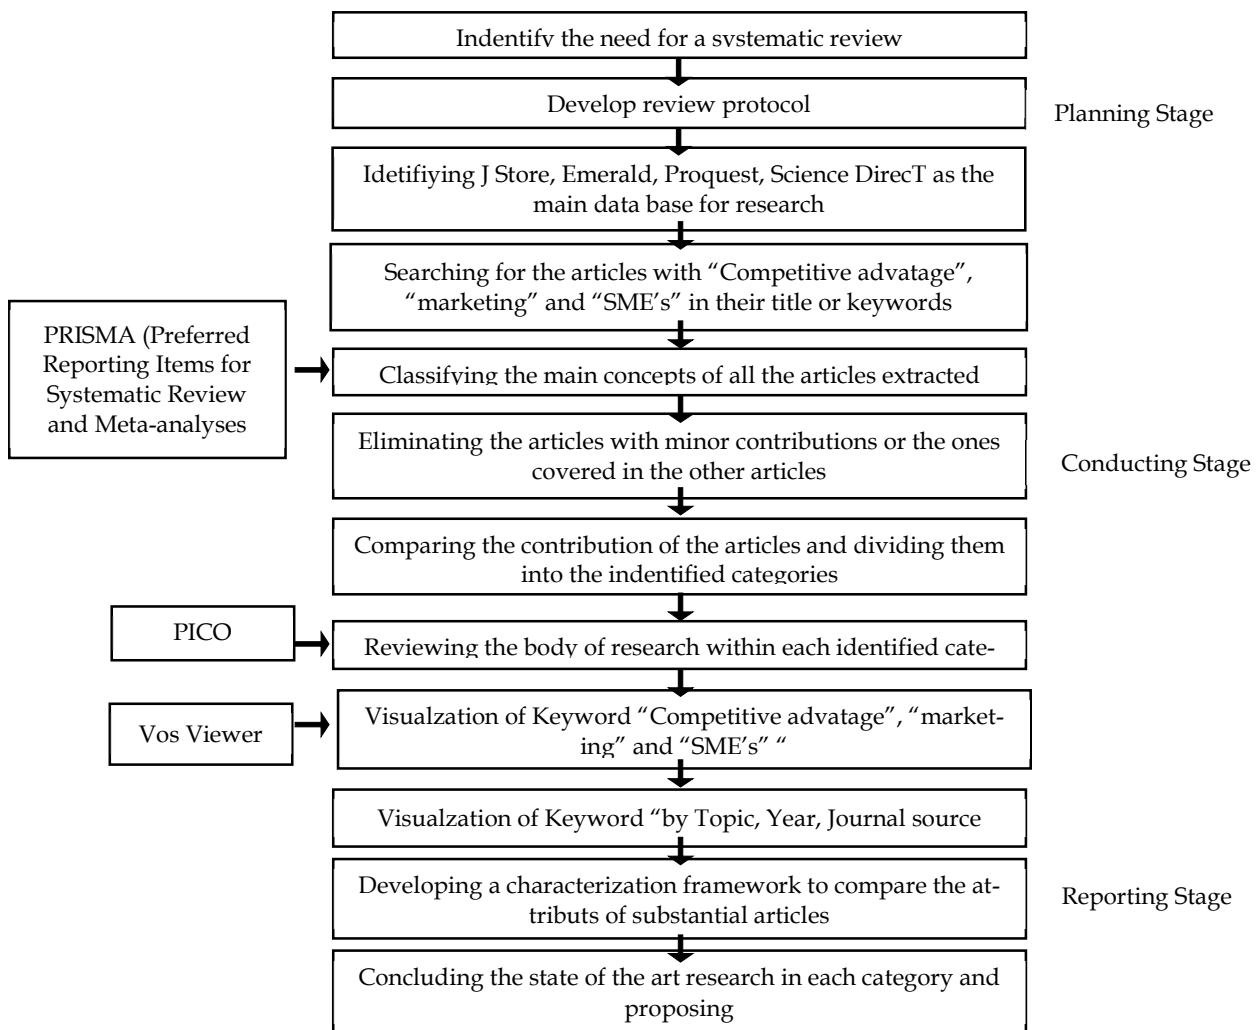 Indentify the need for a systematic review
Develop review protocol
Planning Stage
Idetifiying J Store, Emerald, Proquest, Science DirecT as the
main data base for research
Searching for the articles with “Competitive advatage”,
“marketing” and “SME’s” in their title or keywords
PRISMA (Preferred
Reporting Items for
Systematic Review
and Meta-analyses
Classifying the main concepts of all the articles extracted
Eliminating the articles with minor contributions or the ones
covered in the other articles
Conducting Stage
Comparing the contribution of the articles and dividing them
into the indentified categories
PICO
Reviewing the body of research within each identified cate-
Vos Viewer
Visualzation of Keyword “Competitive advatage”, “market-
ing” and “SME’s” “
Visualzation of Keyword “by Topic, Year, Journal source
Developing a characterization framework to compare the at-
tributs of substantial articles
Reporting Stage
Concluding the state of the art research in each category and
proposing